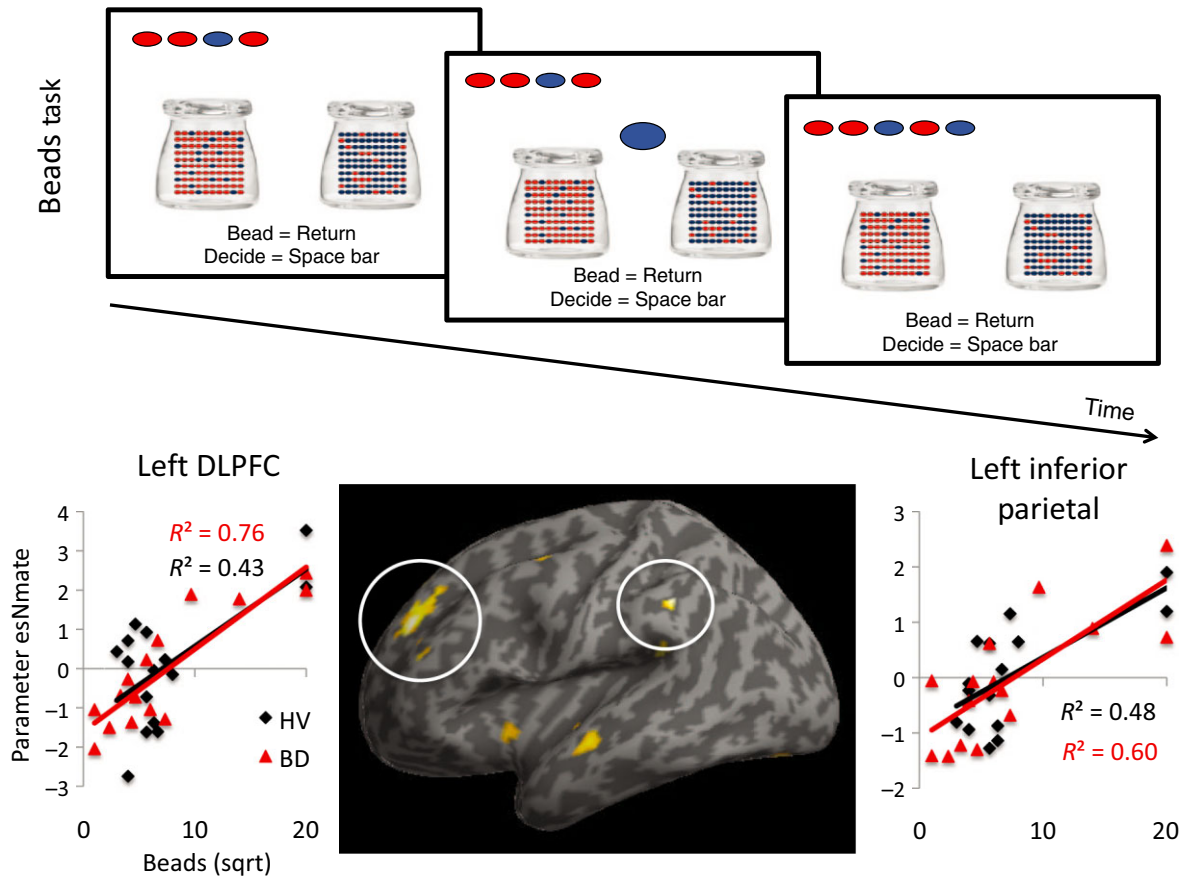 Beads task
Bead = Return
Decide = Space bar
Bead = Return
Decide = Space bar
Bead = Return
Decide = Space bar
Time
Left DLPFC
Parameter esNmate
4
3
2
1
0
−1
−2
−3
R² = 0.76
R² = 0.43
HV
BD
0
10
20
Beads (sqrt)
Left inferior
parietal
3
2
1
0
−1
−2
R² = 0.48
R² = 0.60
0
10
20